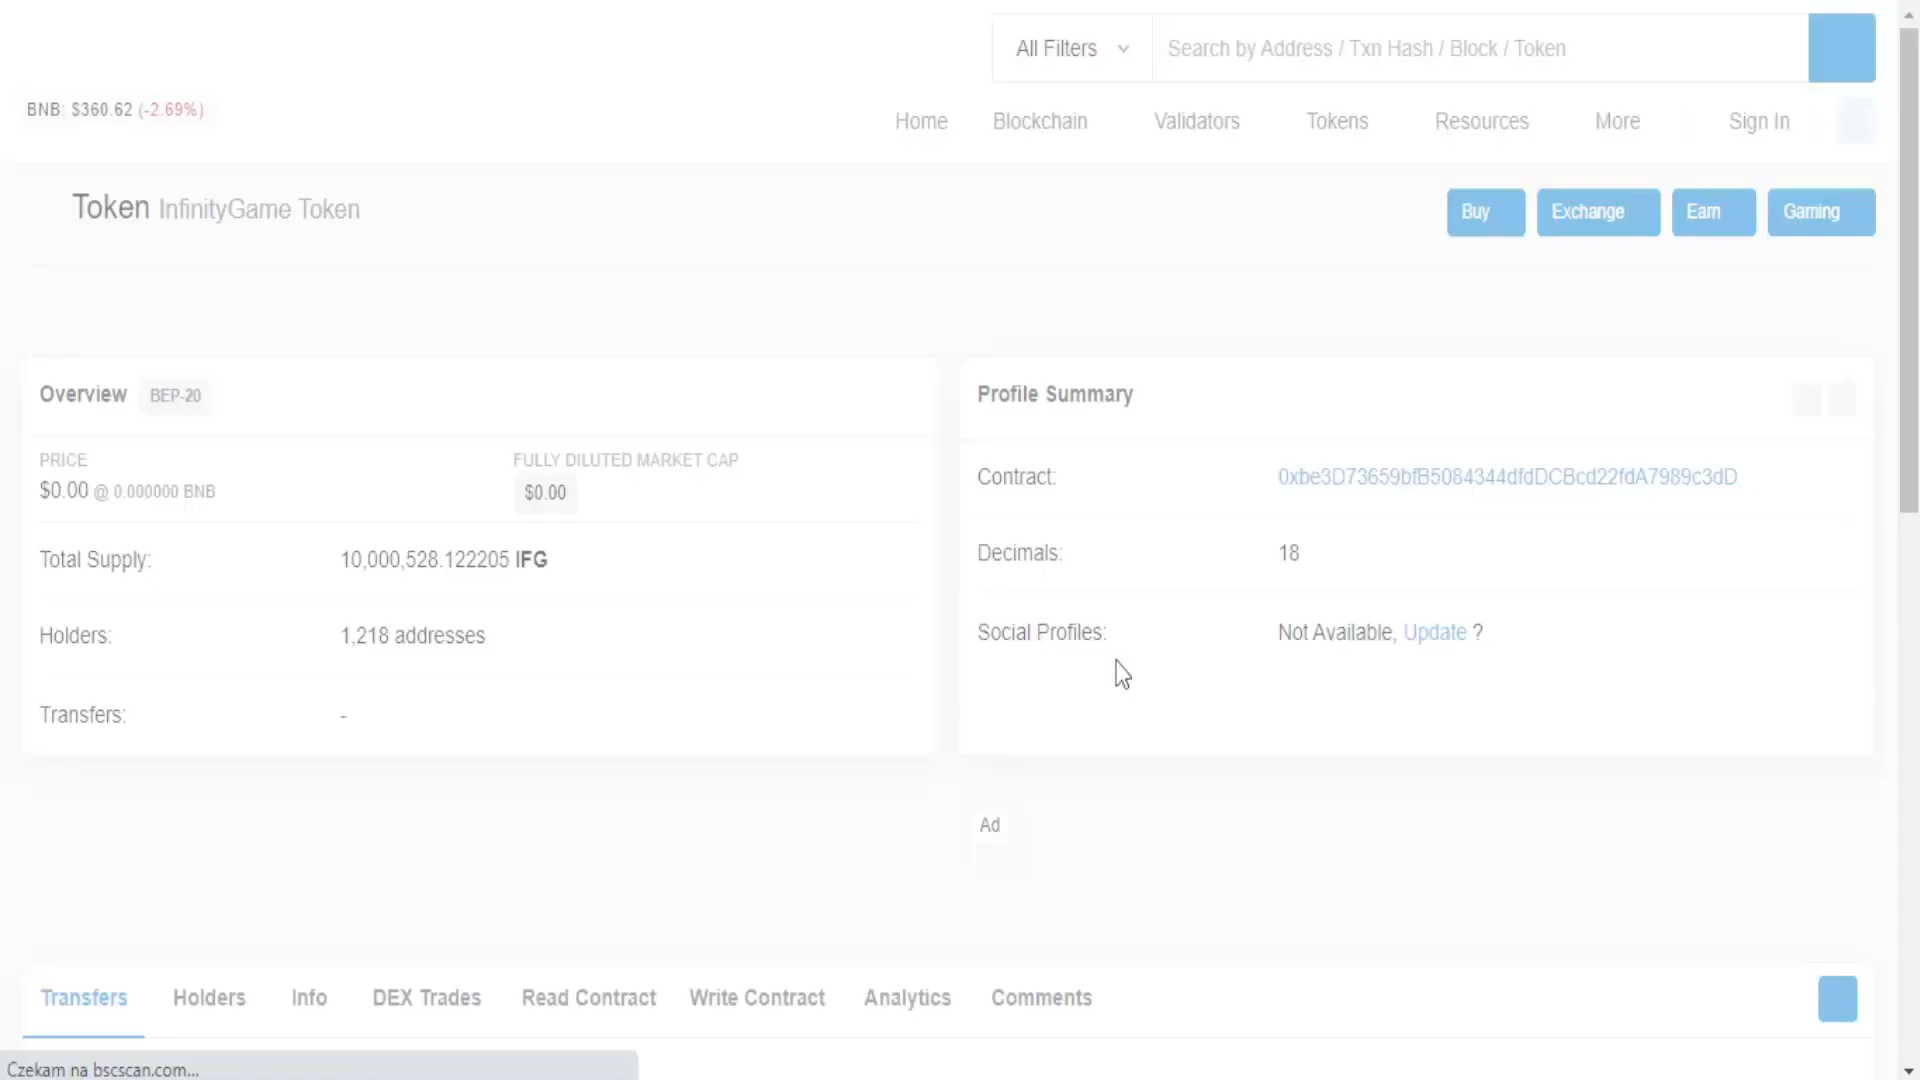 All Filters
Search by Address / Txn Hash / Block / Token
BNB: $360.62 (-2.69%)
Home Blockchain Validators Tokens Resources More Sign In
Token InfinityGame Token
Buy Exchange Earn Gaming
Overview BEP-20
PRICE
$0.00 @ 0.000000 BNB
FULLY DILUTED MARKET CAP
$0.00
Total Supply: 10,000,528.122205 IFG
Holders: 1,218 addresses
Transfers: -
Profile Summary
Contract: 0xbe3D73659bfB5084344dfdDCBcd22fdA7989c3dD
Decimals: 18
Social Profiles: Not Available, Update ?
Ad
Transfers Holders Info DEX Trades Read Contract Write Contract Analytics Comments
Czekam na bscscan.com...